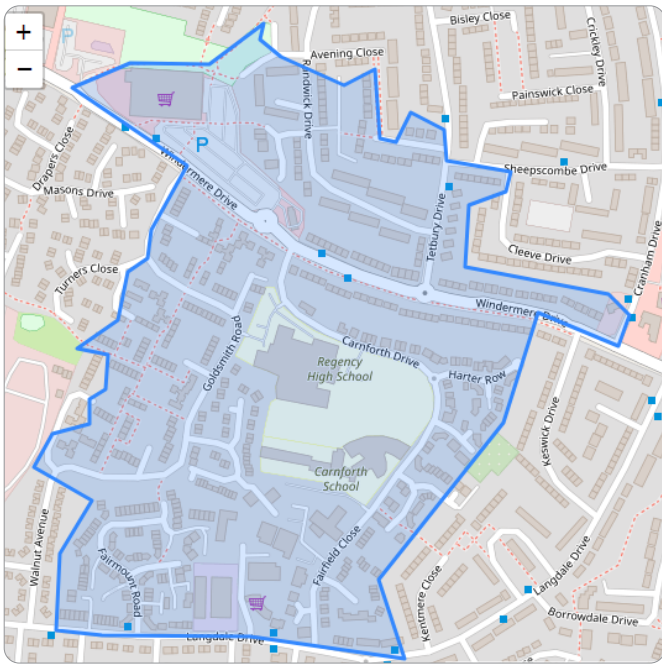 +
−
P
P
Avening Close
Bisley Close
Crickley Drive
Painswick Close
Rundwick Drive
Drapers Close
Windermere Drive
Sheepscombe Drive
Masons Drive
Tetbury Drive
Cleeve Drive
Cranham Drive
Turners Close
Windermere Drive
Goldsmith Road
Carnforth Drive
Regency
High School
Harter Row
Keswick Drive
Carnforth
School
Walnut Avenue
Fairmount Road
Fairfield Close
Kentmere Close
Langdale Drive
Borrowdale Drive
Langdale Drive